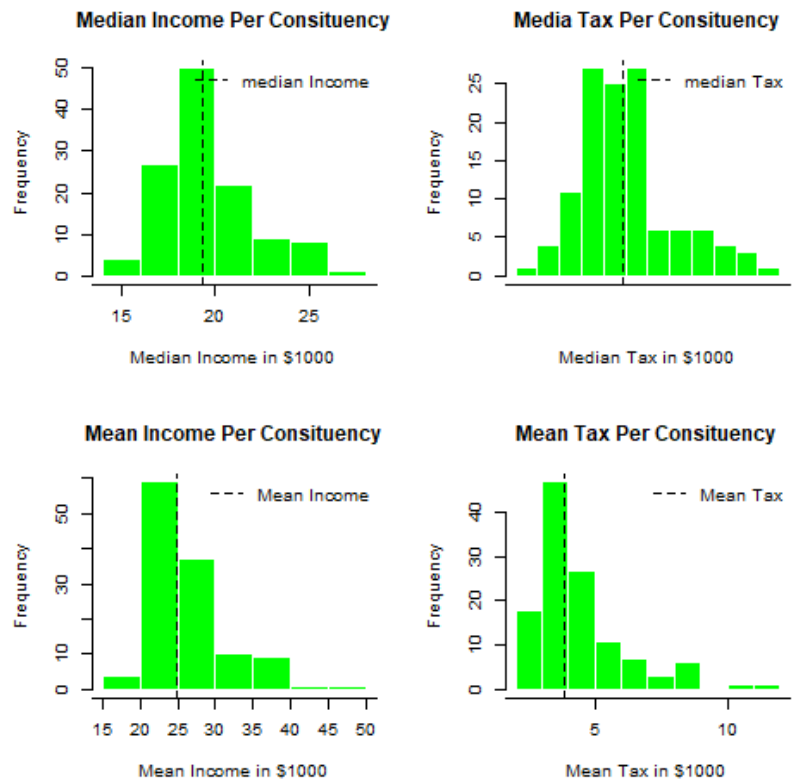 Median Income Per Consituency
50
40
30
20
10
0
Frequency
median Income
15 20 25
Median Income in $1000
Media Tax Per Consituency
25
20
15
10
5
0
Frequency
median Tax
Median Tax in $1000
Mean Income Per Consituency
50
30
10
0
Frequency
Mean Income
15 20 25 30 35 40 45 50
Mean Income in $1000
Mean Tax Per Consituency
40
30
20
10
0
Frequency
Mean Tax
5 10
Mean Tax in $1000